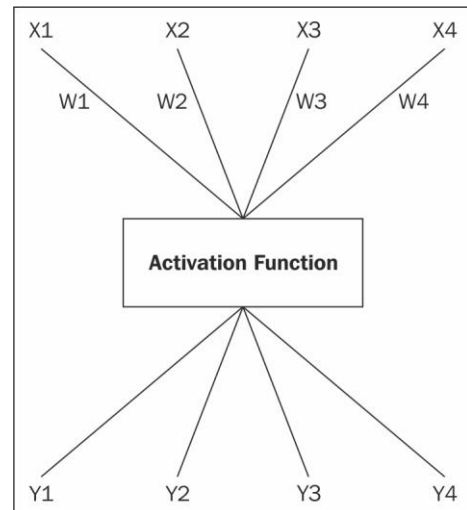 X1 X2 X3 X4
W1 W2 W3 W4
Activation Function
Y1 Y2 Y3 Y4